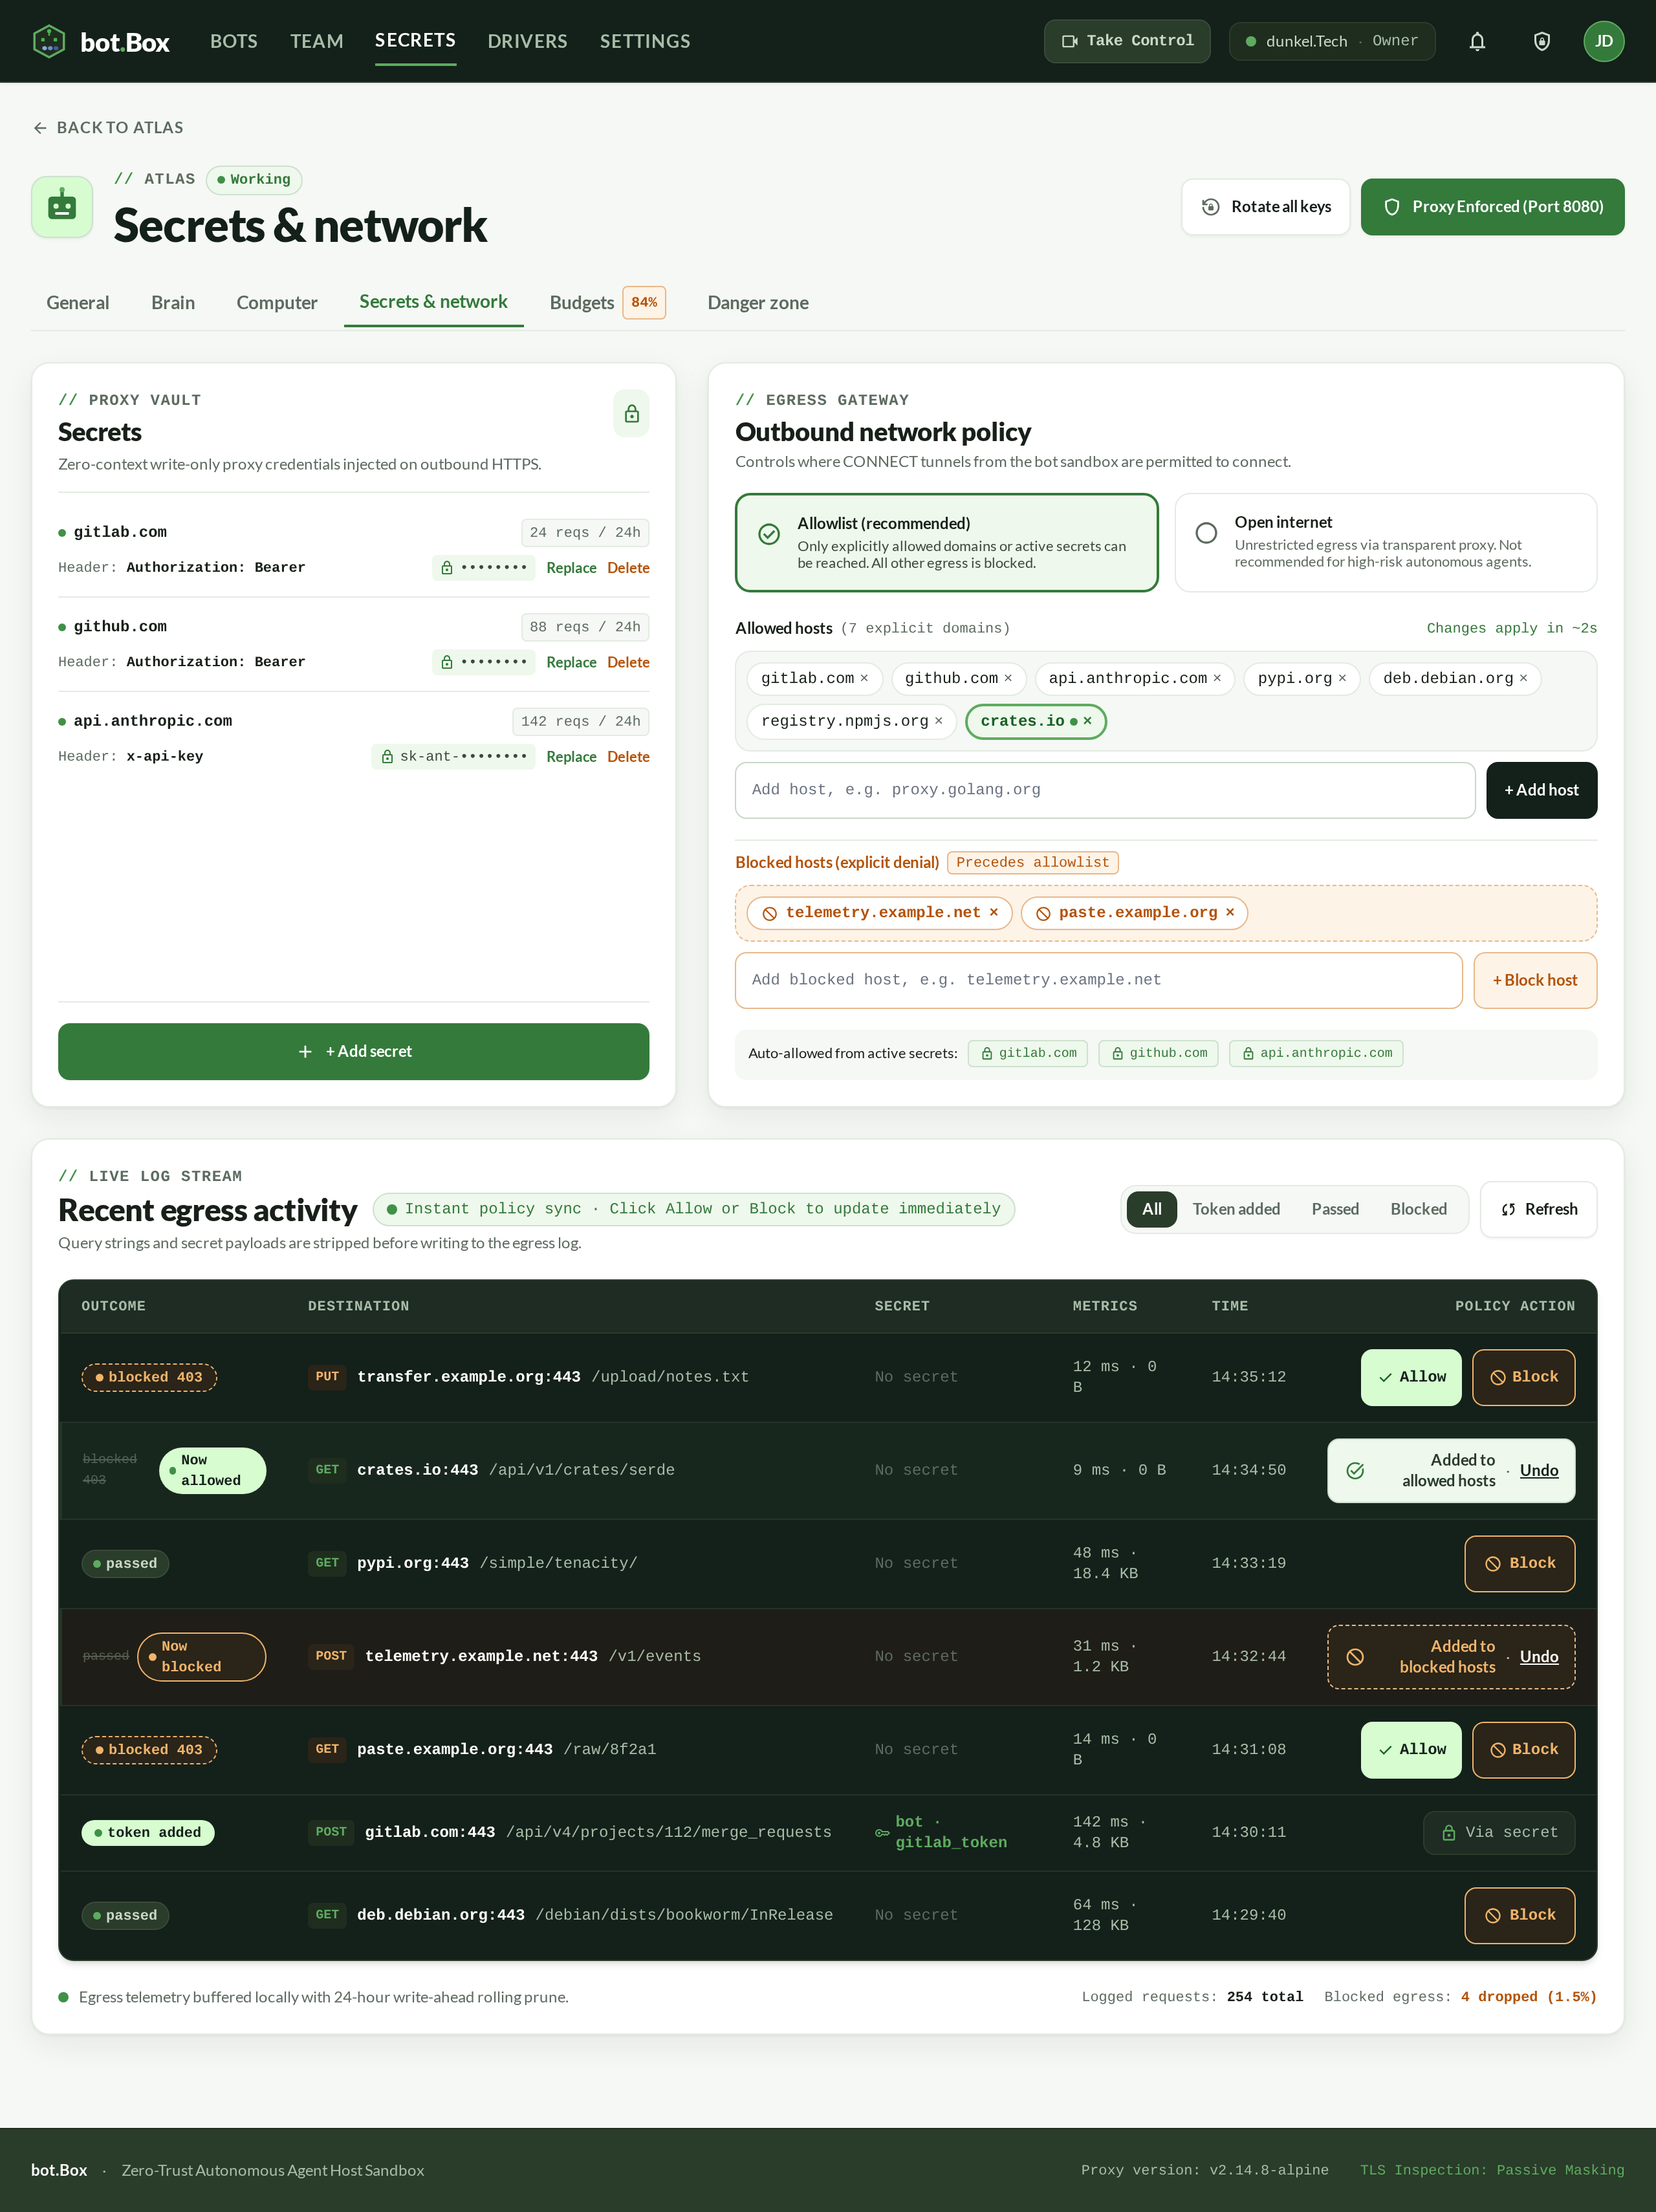 bot.Box
BOTS
TEAM
SECRETS
DRIVERS
SETTINGS
Take Control
dunkel.Tech · Owner
JD
BACK TO ATLAS
// ATLAS
Working
Secrets & network
Rotate all keys
Proxy Enforced (Port 8080)
General
Brain
Computer
Secrets & network
Budgets 84%
Danger zone
// PROXY VAULT
Secrets
Zero-context write-only proxy credentials injected on outbound HTTPS.
gitlab.com
24 reqs / 24h
Header: Authorization: Bearer
••••••••
Replace
Delete
github.com
88 reqs / 24h
Header: Authorization: Bearer
••••••••
Replace
Delete
api.anthropic.com
142 reqs / 24h
Header: x-api-key
sk-ant-••••••••
Replace
Delete
+ + Add secret
// EGRESS GATEWAY
Outbound network policy
Controls where CONNECT tunnels from the bot sandbox are permitted to connect.
Allowlist (recommended)
Only explicitly allowed domains or active secrets can
be reached. All other egress is blocked.
Open internet
Unrestricted egress via transparent proxy. Not
recommended for high-risk autonomous agents.
Allowed hosts (7 explicit domains)
Changes apply in ~2s
gitlab.com ×
github.com ×
api.anthropic.com ×
pypi.org ×
deb.debian.org ×
registry.npmjs.org ×
crates.io ×
Add host, e.g. proxy.golang.org
+ Add host
Blocked hosts (explicit denial)
Precedes allowlist
telemetry.example.net ×
paste.example.org ×
Add blocked host, e.g. telemetry.example.net
+ Block host
Auto-allowed from active secrets:
gitlab.com
github.com
api.anthropic.com
// LIVE LOG STREAM
Recent egress activity
Instant policy sync · Click Allow or Block to update immediately
Query strings and secret payloads are stripped before writing to the egress log.
All
Token added
Passed
Blocked
Refresh
OUTCOME
DESTINATION
SECRET
METRICS
TIME
POLICY ACTION
blocked 403
PUT transfer.example.org:443 /upload/notes.txt
No secret
12 ms · 0
B
14:35:12
Allow
Block
blocked
403
Now
allowed
GET crates.io:443 /api/v1/crates/serde
No secret
9 ms · 0 B
14:34:50
Added to
allowed hosts
· Undo
passed
GET pypi.org:443 /simple/tenacity/
No secret
48 ms ·
18.4 KB
14:33:19
Block
passed
Now
blocked
POST telemetry.example.net:443 /v1/events
No secret
31 ms ·
1.2 KB
14:32:44
Added to
blocked hosts
· Undo
blocked 403
GET paste.example.org:443 /raw/8f2a1
No secret
14 ms · 0
B
14:31:08
Allow
Block
token added
POST gitlab.com:443 /api/v4/projects/112/merge_requests
bot ·
gitlab_token
142 ms ·
4.8 KB
14:30:11
Via secret
passed
GET deb.debian.org:443 /debian/dists/bookworm/InRelease
No secret
64 ms ·
128 KB
14:29:40
Block
Egress telemetry buffered locally with 24-hour write-ahead rolling prune.
Logged requests: 254 total
Blocked egress: 4 dropped (1.5%)
bot.Box · Zero-Trust Autonomous Agent Host Sandbox
Proxy version: v2.14.8-alpine
TLS Inspection: Passive Masking